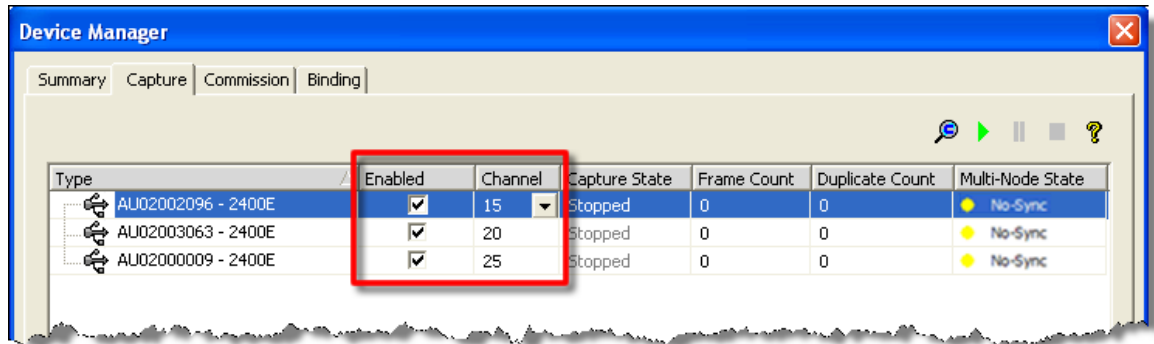 Device Manager
Summary Capture Commission Binding
Type Enabled Channel Capture State Frame Count Duplicate Count Multi-Node State
AU02002096 - 2400E 15 Stopped 0 0 No-Sync
AU02003063 - 2400E 20 Stopped 0 0 No-Sync
AU02000009 - 2400E 25 Stopped 0 0 No-Sync